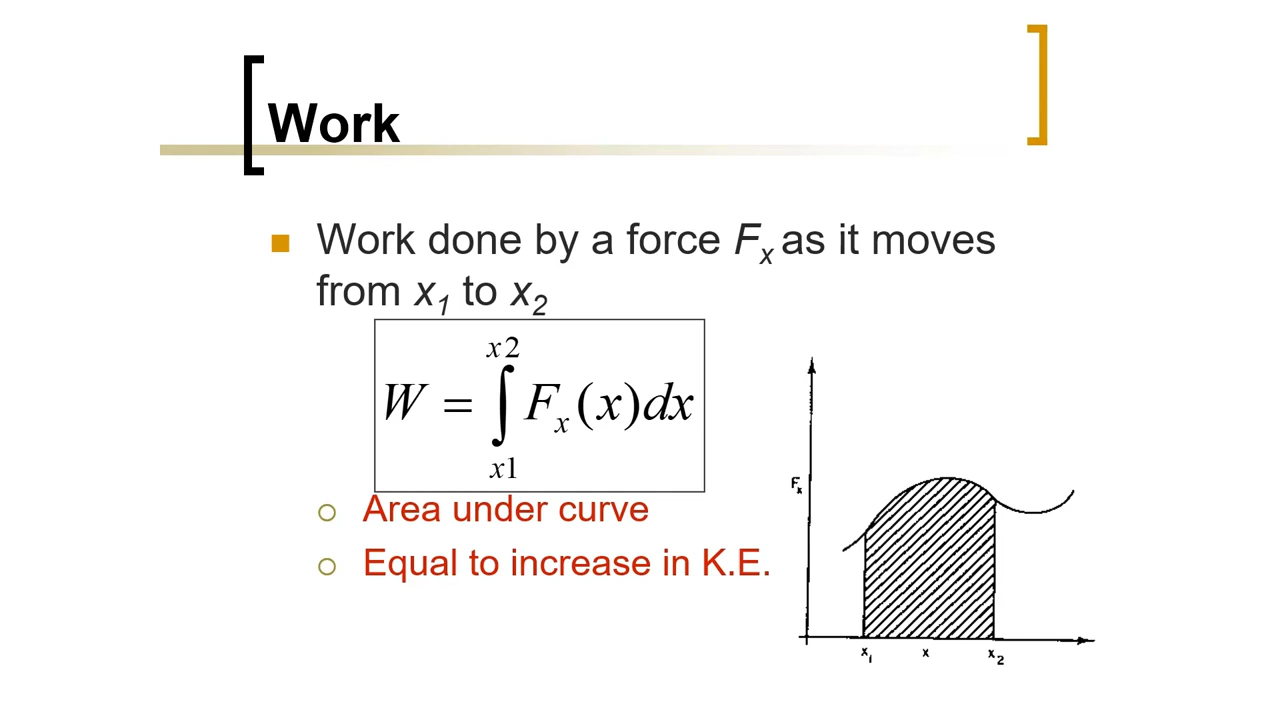 Work
Work done by a force Fₓ as it moves
from x₁ to x₂
x2
W = ∫ Fₓ(x)dx
x1
Area under curve
Equal to increase in K.E.
Fₓ
x₁ x x₂